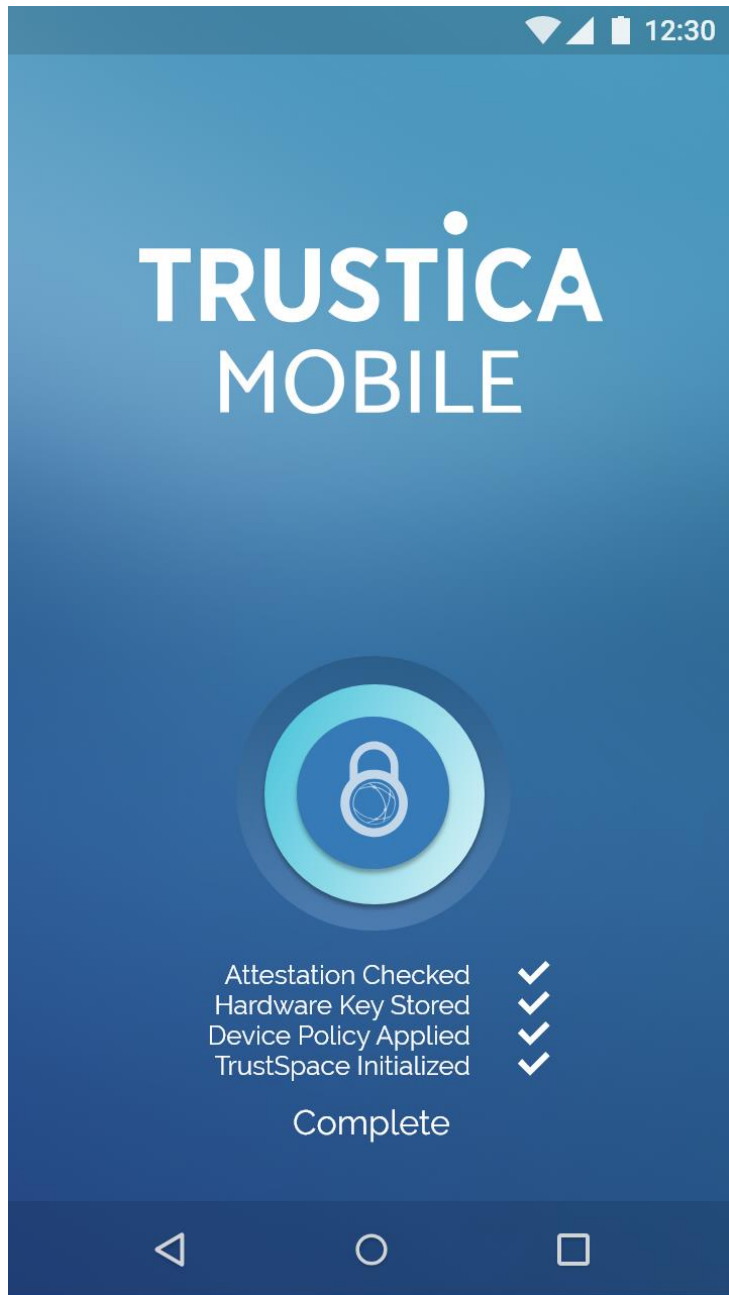 12:30
TRUSTiCA
MOBILE
Attestation Checked
Hardware Key Stored
Device Policy Applied
TrustSpace Initialized
Complete